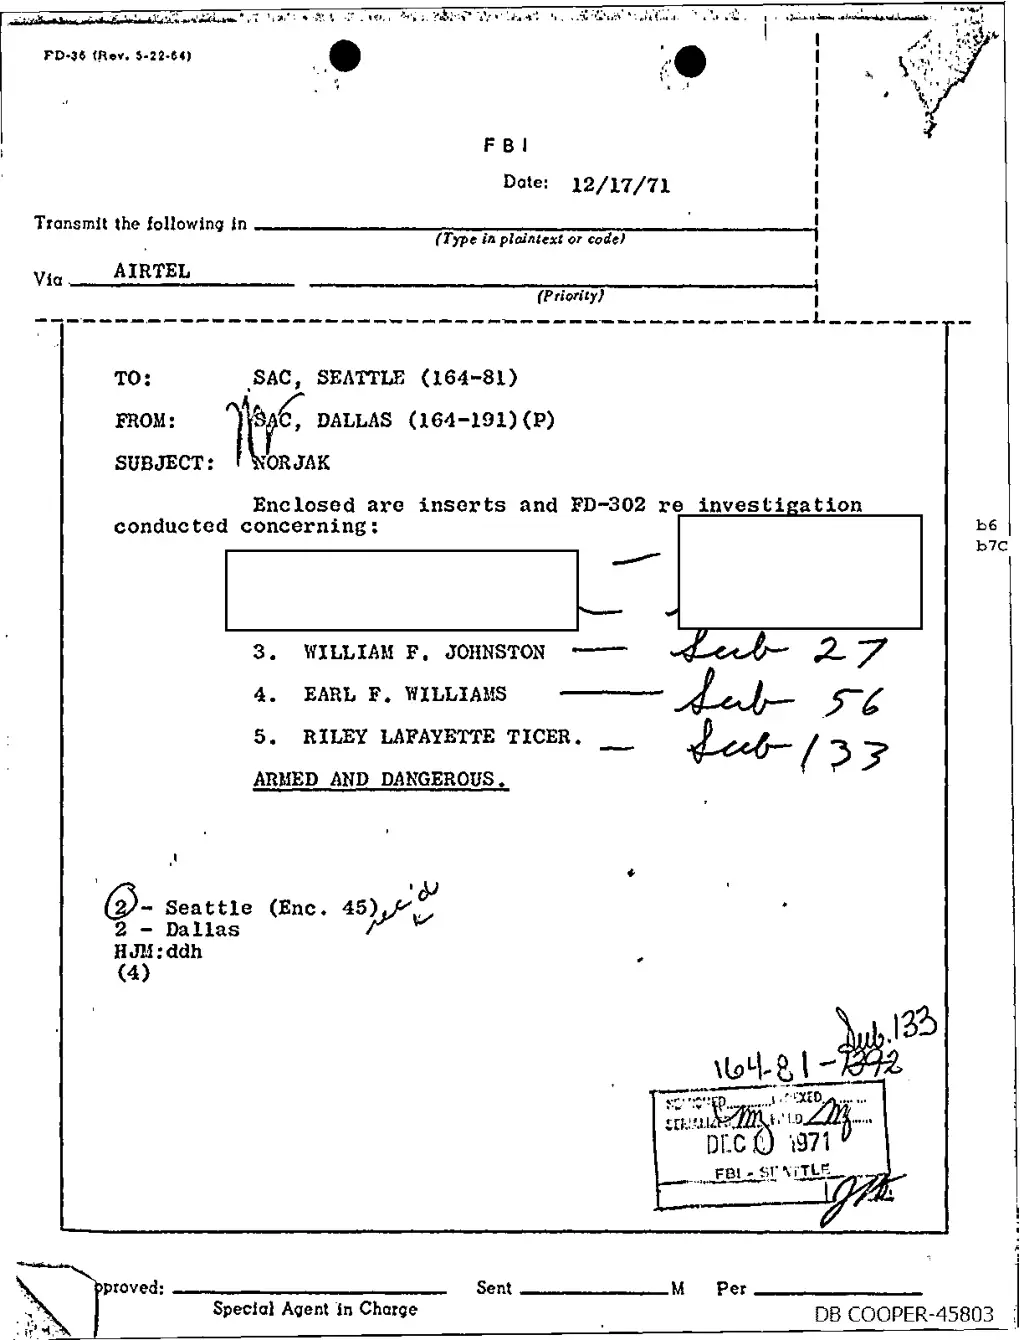 FD-36 (Rev. 5-22-64)
F B I
Date: 12/17/71
Transmit the following in
(Type in plaintext or code)
Via AIRTEL
(Priority)
TO: SAC, SEATTLE (164-81)
FROM: SAC, DALLAS (164-191)(P)
SUBJECT: NORJAK
Enclosed are inserts and FD-302 re investigation
conducted concerning:
b6
b7C
3. WILLIAM F. JOHNSTON — Sub 27
4. EARL F. WILLIAMS — Sub 56
5. RILEY LAFAYETTE TICER. — Sub 133
ARMED AND DANGEROUS.
2 - Seattle (Enc. 45) rec'd
2 - Dallas
HJM:ddh
(4)
Sub. 133
164-81-1392
DEC 1971
FBI - SEATTLE
pproved: Sent M Per
Special Agent in Charge
DB COOPER-45803